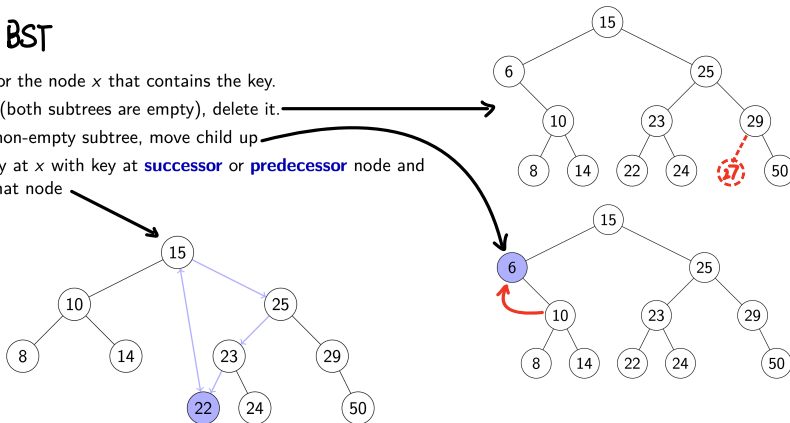 BST
or the node x that contains the key.
(both subtrees are empty), delete it.
non-empty subtree, move child up
y at x with key at successor or predecessor node and
hat node
15
6 25
10 23 29
8 14 22 24 27 50
15
6 25
10 23 29
8 14 22 24 50
15
10 25
8 14 23 29
22 24 50